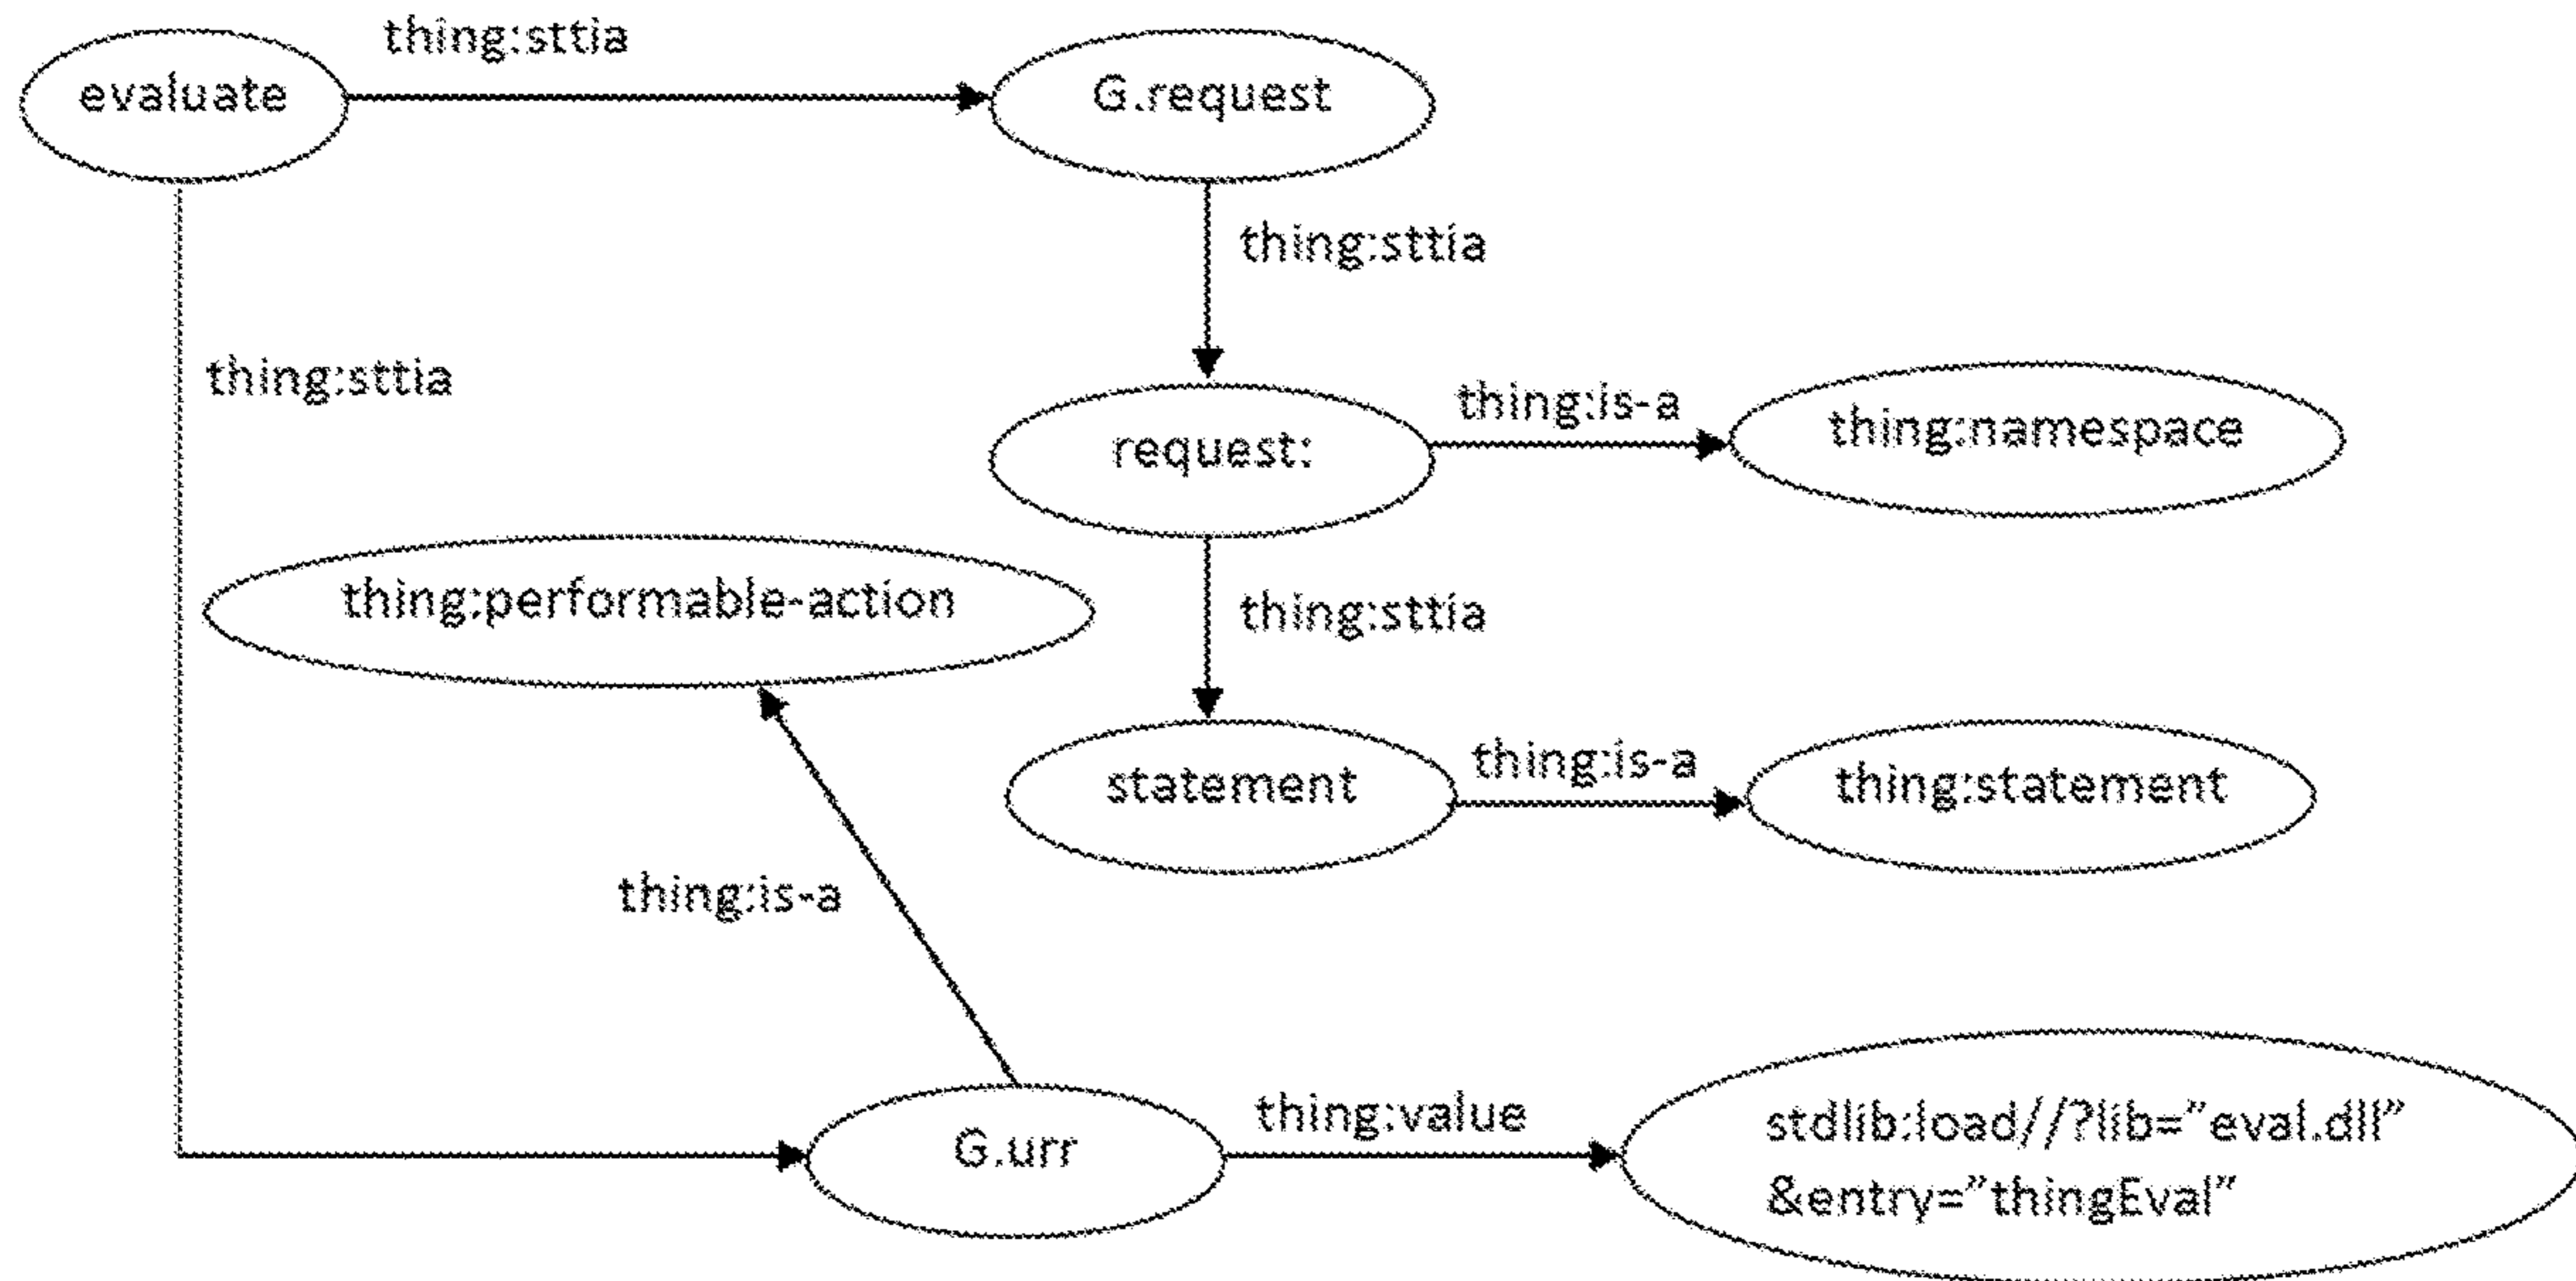 thing:sttia
evaluate
G.request
thing:sttia
thing:sttia
thing:is-a
request:
thing:namespace
thing:performable-action
thing:sttia
statement
thing:is-a
thing:statement
thing:is-a
G.urr
thing:value
stdlib:load//?lib=”eval.dll”
&entry=”thingEval”